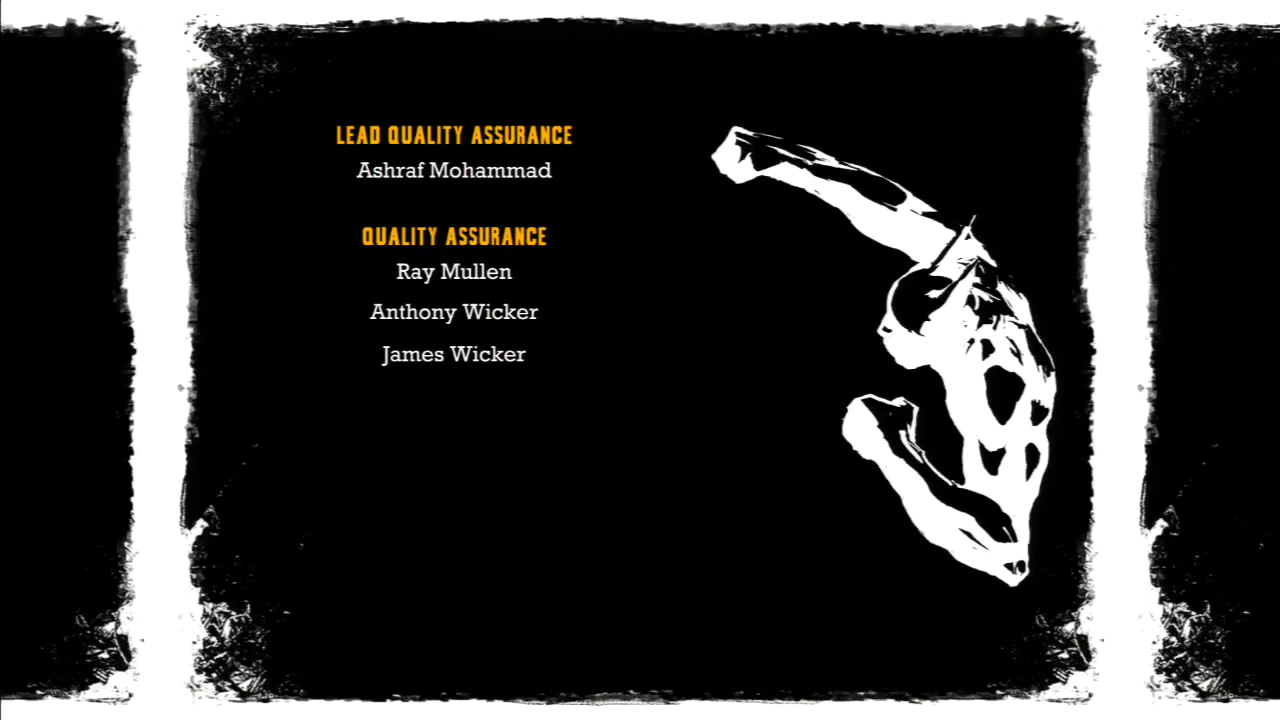 LEAD QUALITY ASSURANCE
Ashraf Mohammad
QUALITY ASSURANCE
Ray Mullen
Anthony Wicker
James Wicker